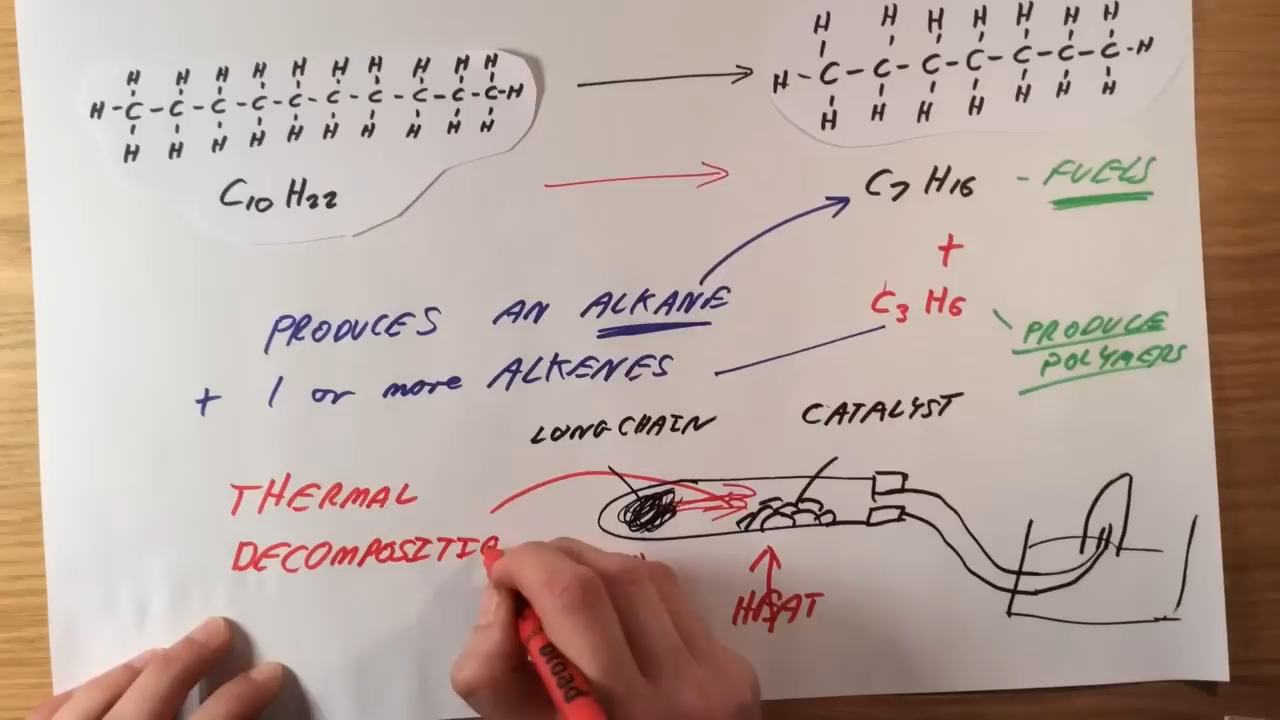 H H H H H H H H H H
H-C-C-C-C-C-C-C-C-C-C-H
H H H H H H H H H H
C10 H22
H H H H H H H
H-C-C-C-C-C-C-C-H
H H H H H H H
C7 H16 - FUELS
+
C3 H6
PRODUCE
POLYMERS
PRODUCES AN ALKANE
+ 1 or more ALKENES
LONG CHAIN
CATALYST
THERMAL
DECOMPOSITIO
HEAT